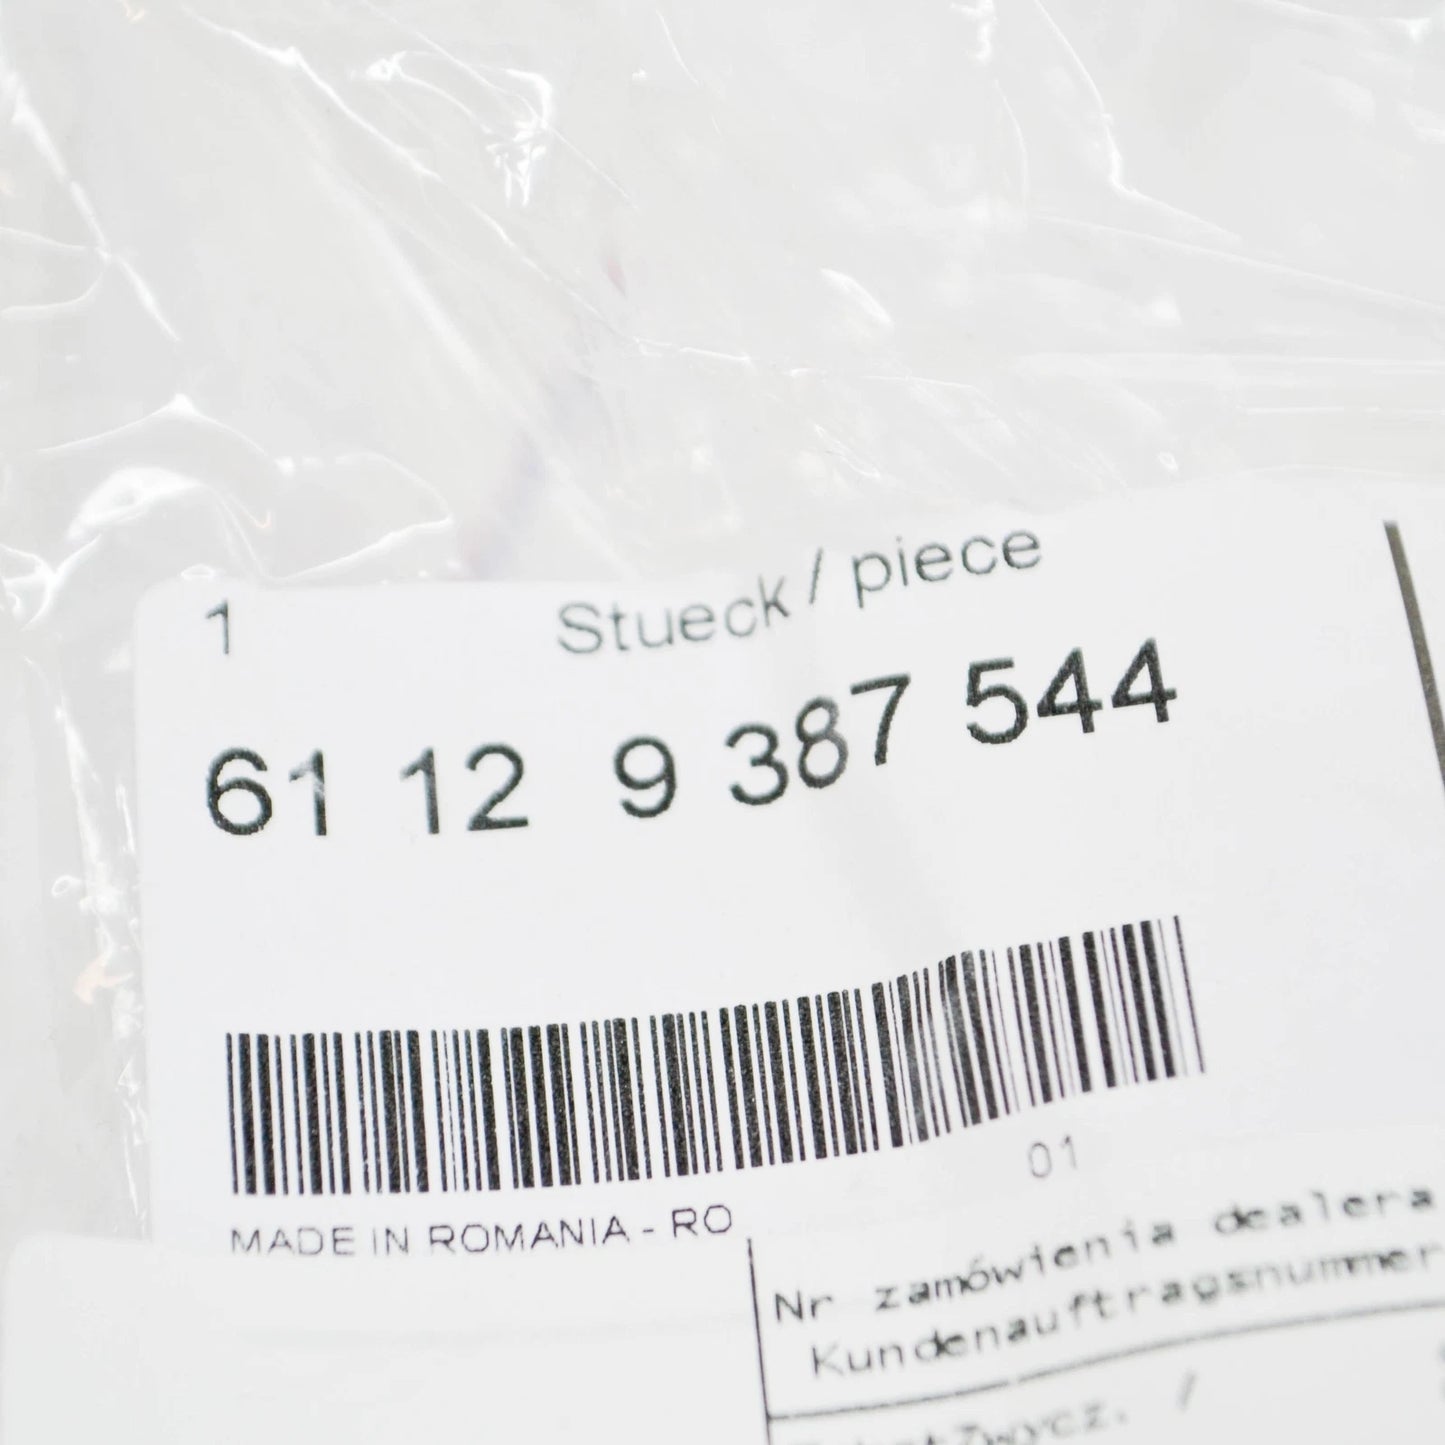 1 Stueck / piece
61 12 9 387 544
01
MADE IN ROMANIA - RO
Nr zamówienia dealera
Kundenauftragsnummer
/